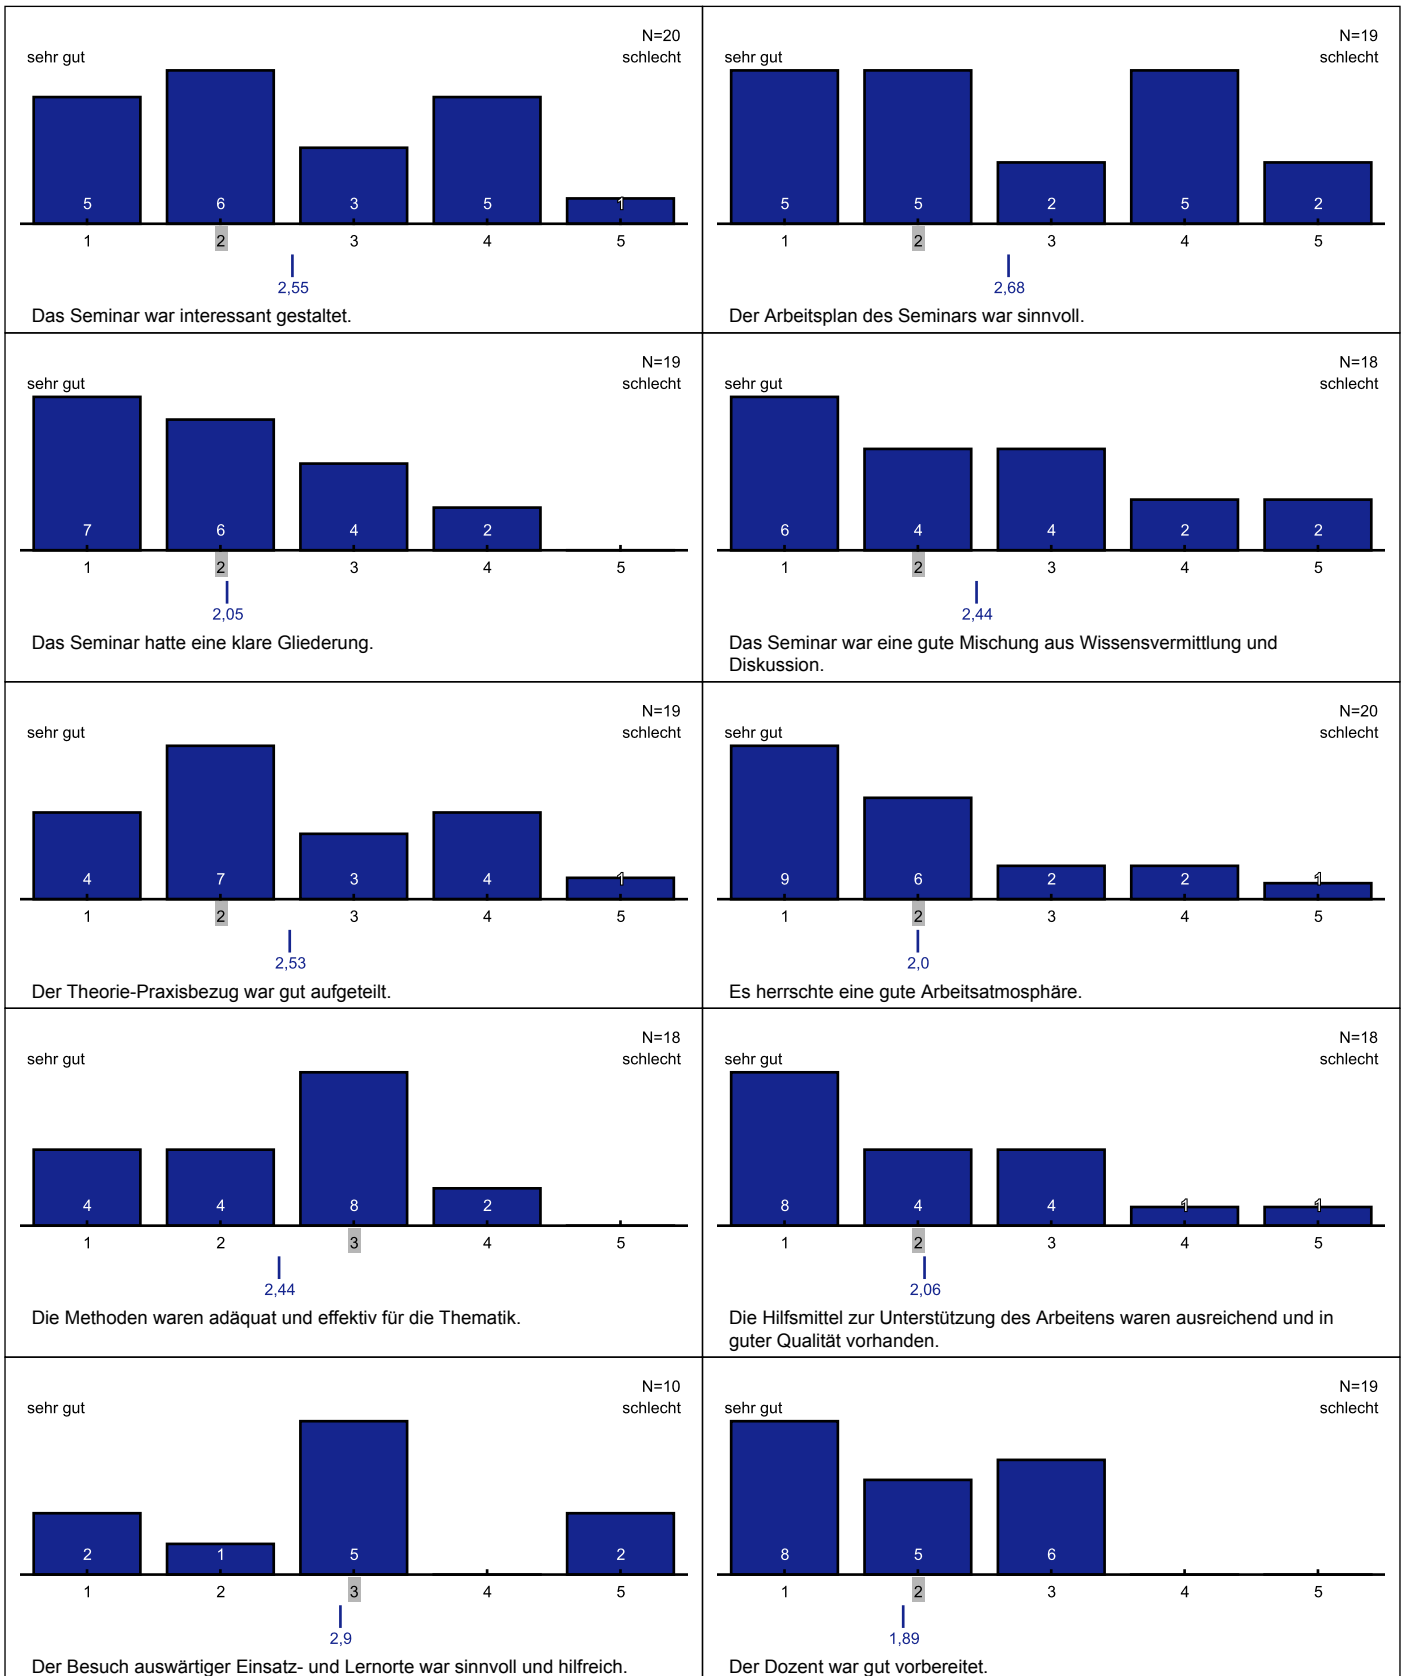 N=20
sehr gut schlecht
5 6 3 5 1
1 2 3 4 5
2,55
Das Seminar war interessant gestaltet.
N=19
sehr gut schlecht
5 5 2 5 2
1 2 3 4 5
2,68
Der Arbeitsplan des Seminars war sinnvoll.
N=19
sehr gut schlecht
7 6 4 2
1 2 3 4 5
2,05
Das Seminar hatte eine klare Gliederung.
N=18
sehr gut schlecht
6 4 4 2 2
1 2 3 4 5
2,44
Das Seminar war eine gute Mischung aus Wissensvermittlung und
Diskussion.
N=19
sehr gut schlecht
4 7 3 4 1
1 2 3 4 5
2,53
Der Theorie-Praxisbezug war gut aufgeteilt.
N=20
sehr gut schlecht
9 6 2 2 1
1 2 3 4 5
2,0
Es herrschte eine gute Arbeitsatmosphäre.
N=18
sehr gut schlecht
4 4 8 2
1 2 3 4 5
2,44
Die Methoden waren adäquat und effektiv für die Thematik.
N=18
sehr gut schlecht
8 4 4 1 1
1 2 3 4 5
2,06
Die Hilfsmittel zur Unterstützung des Arbeitens waren ausreichend und in
guter Qualität vorhanden.
N=10
sehr gut schlecht
2 1 5 2
1 2 3 4 5
2,9
Der Besuch auswärtiger Einsatz- und Lernorte war sinnvoll und hilfreich.
N=19
sehr gut schlecht
8 5 6
1 2 3 4 5
1,89
Der Dozent war gut vorbereitet.